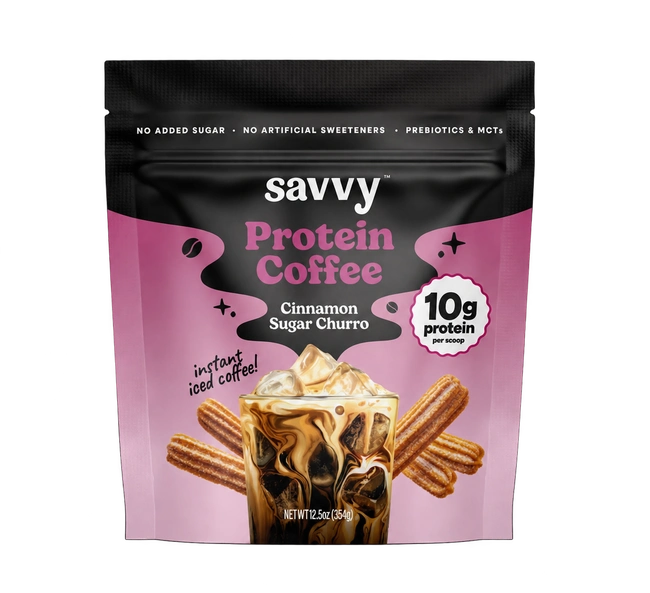 NO ADDED SUGAR • NO ARTIFICIAL SWEETENERS • PREBIOTICS & MCTs
savvy™
Protein
Coffee
Cinnamon
Sugar Churro
10g
protein
per scoop
instant
iced coffee!
NET WT 12.5oz (354g)